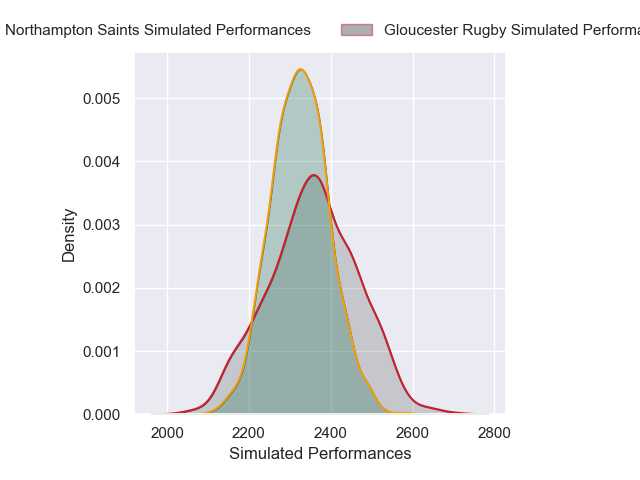 Northampton Saints Simulated Performances
Gloucester Rugby Simulated Performa
0.005
0.004
0.003
0.002
0.001
0.000
Density
2000 2200 2400 2600 2800
Simulated Performances